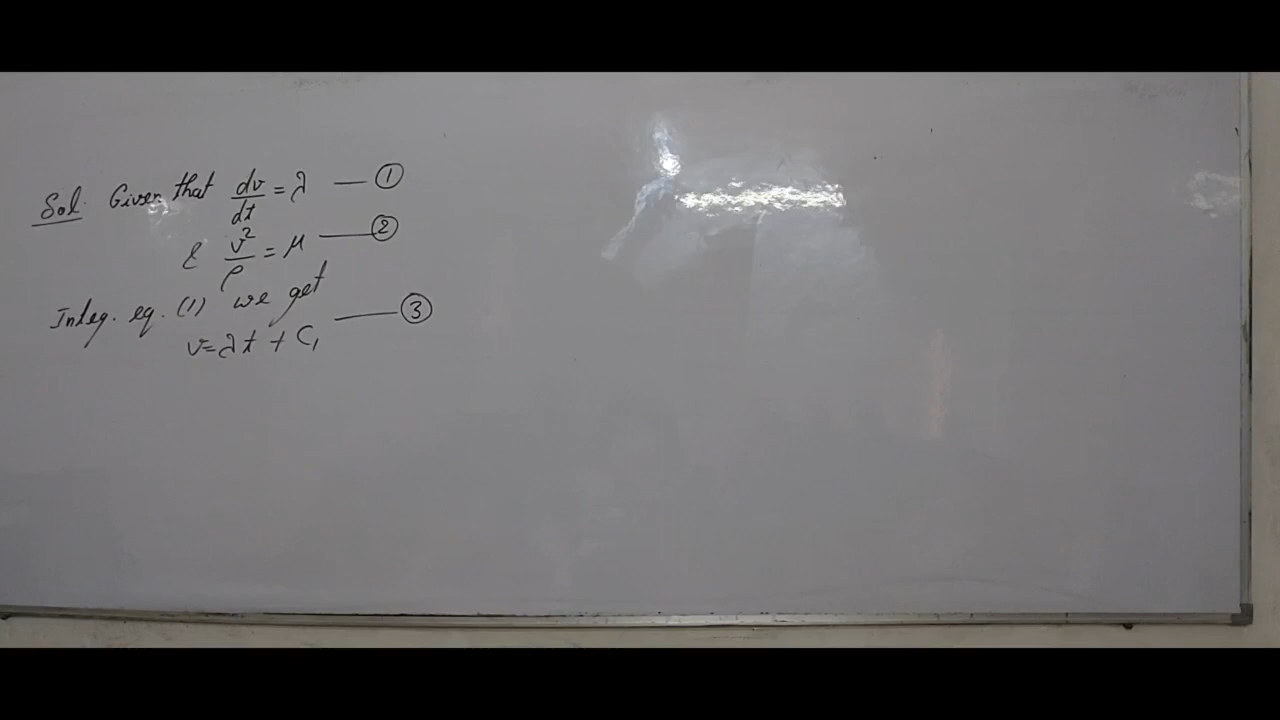 Sol. Given that dv/dt = λ —— ①
& v²/ρ = μ —— ②
Integ. eq. (1) we get
v = λt + C₁ —— ③